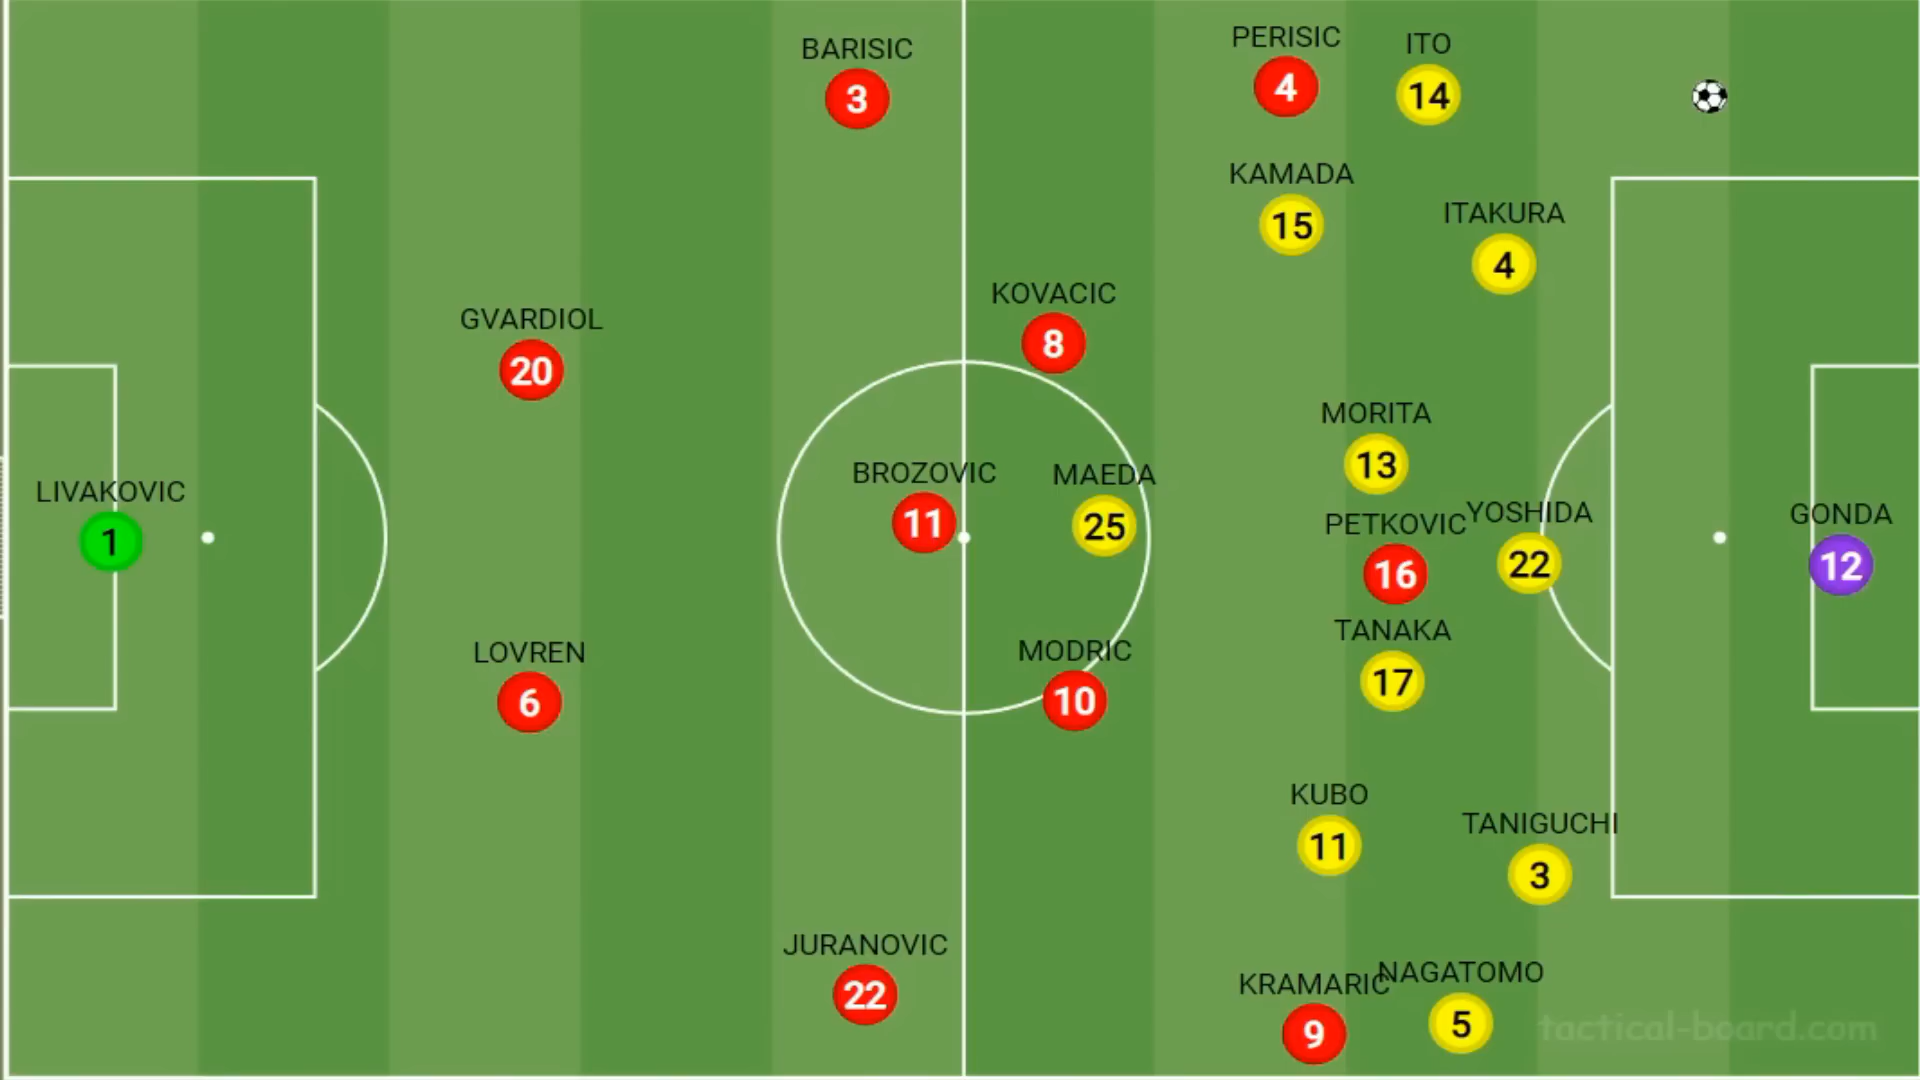 PERISIC
4
ITO
14
BARISIC
3
KAMADA
15
ITAKURA
4
KOVACIC
8
GVARDIOL
20
MORITA
13
BROZOVIC
11
MAEDA
25
LIVAKOVIC
1
PETKOVIC
16
YOSHIDA
22
GONDA
12
TANAKA
17
MODRIC
10
LOVREN
6
KUBO
11
TANIGUCHI
3
JURANOVIC
22
KRAMARIC
9
NAGATOMO
5
tactical-board.com